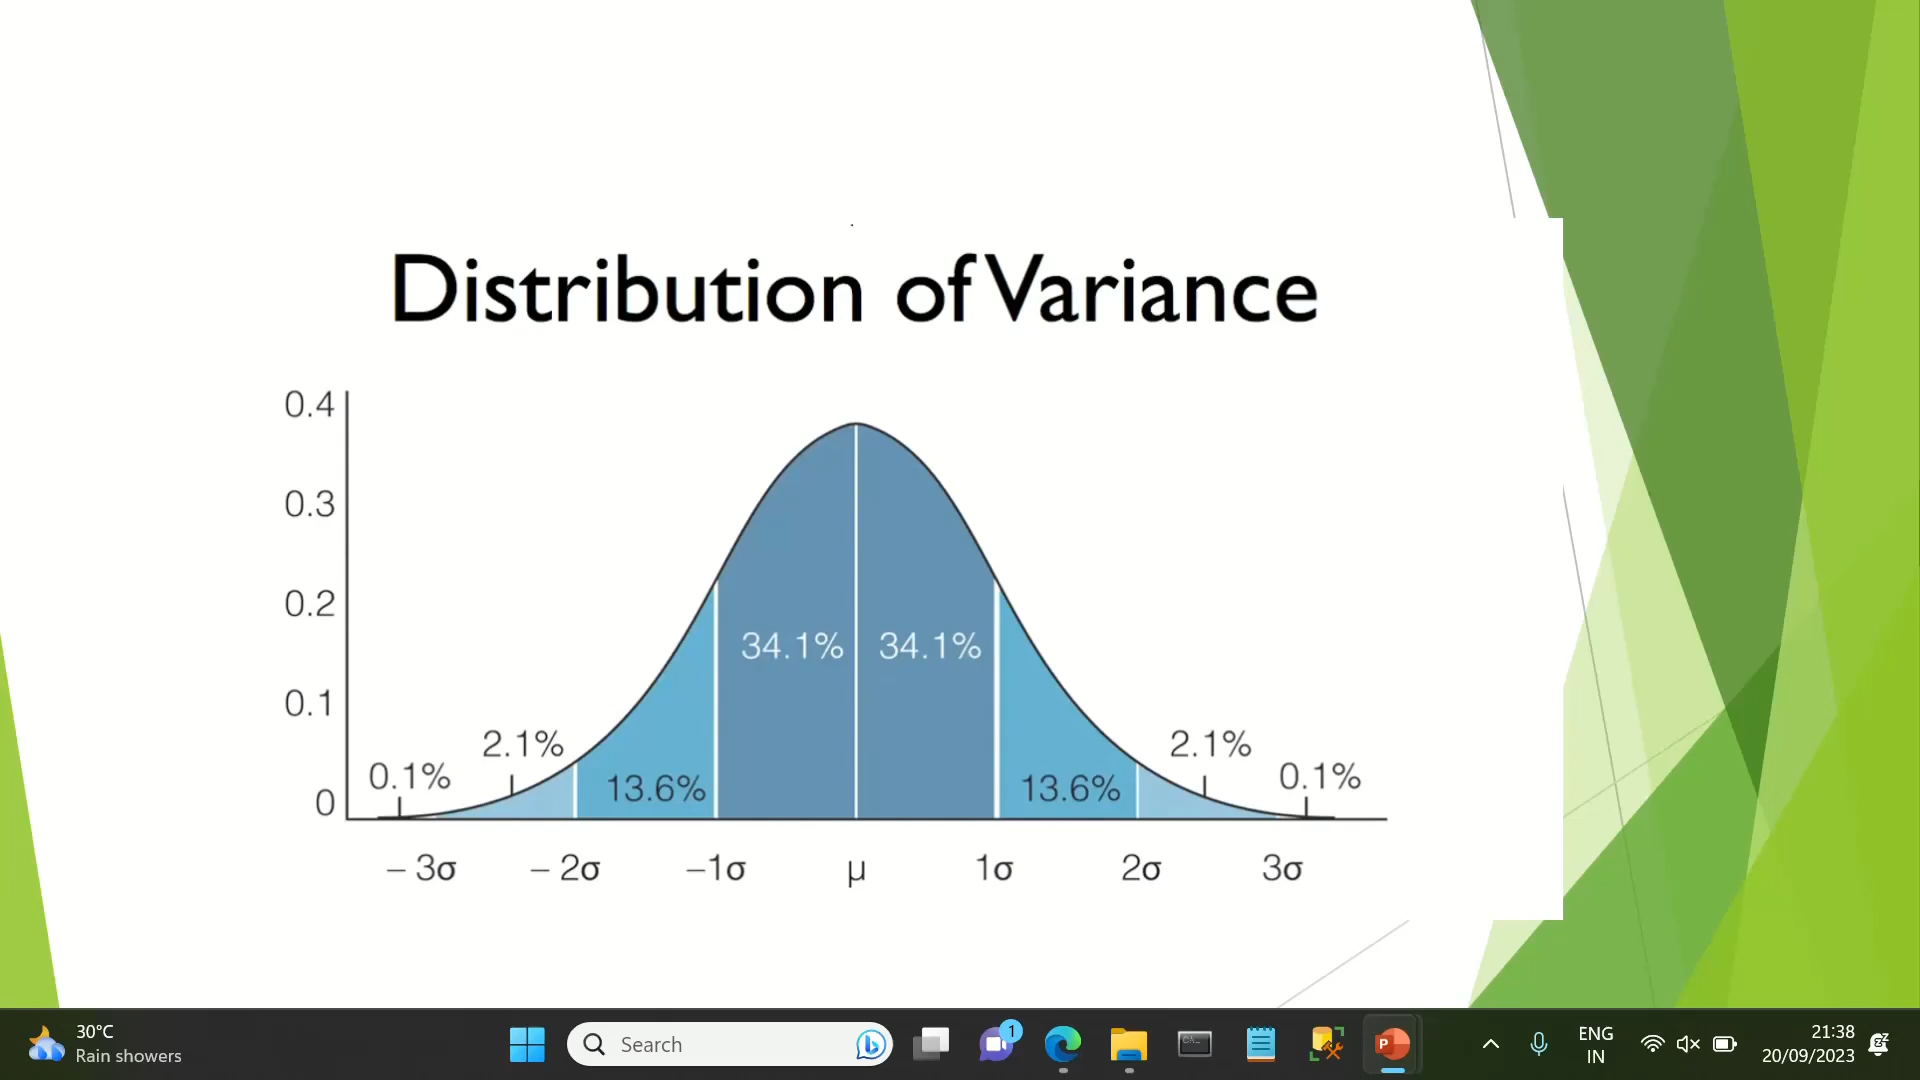 Distribution of Variance
0.4
0.3
0.2
0.1
0
34.1% 34.1%
2.1% 2.1%
0.1% 0.1%
13.6% 13.6%
– 3σ – 2σ –1σ μ 1σ 2σ 3σ
30°C
Rain showers
Search
1
P
ENG
IN
21:38
20/09/2023